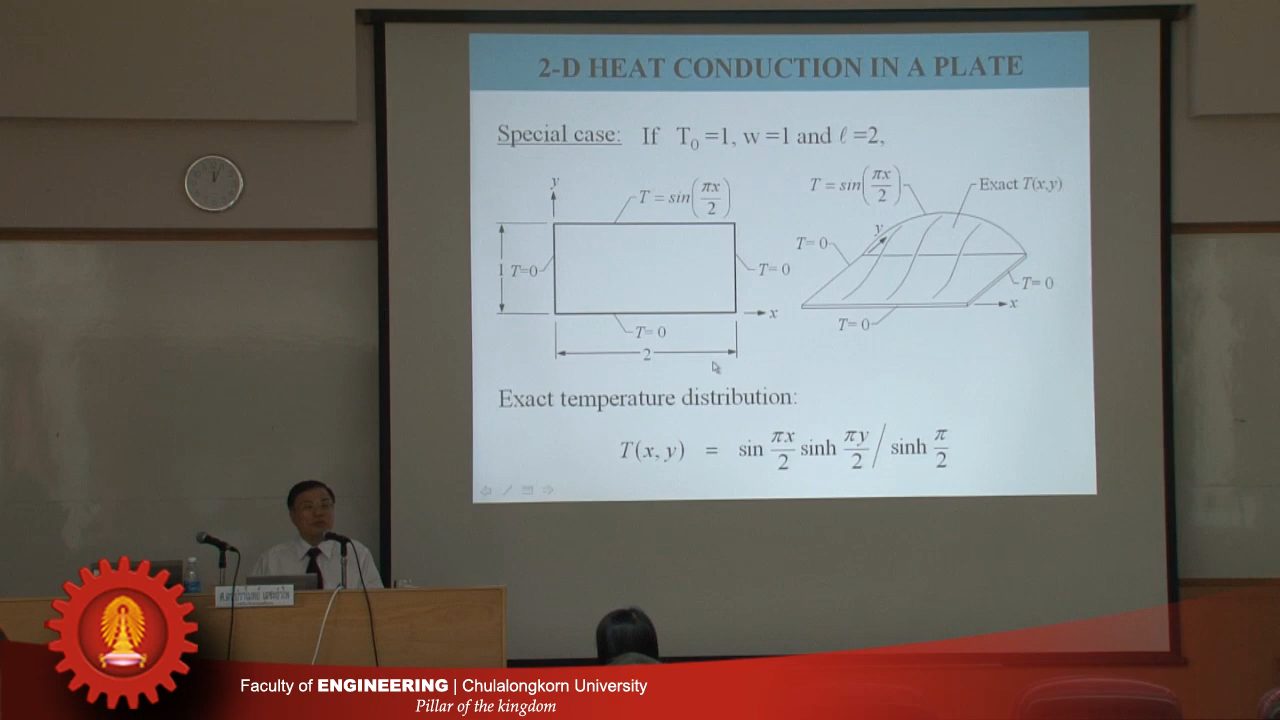 2-D HEAT CONDUCTION IN A PLATE
Special case: If T₀ =1, w =1 and ℓ =2,
y
T = sin(πx/2)
1
T=0
T= 0
x
T= 0
2
T = sin(πx/2)
Exact T(x,y)
y
T= 0
T= 0
x
T= 0
Exact temperature distribution:
T(x, y) = sin πx/2 sinh πy/2 / sinh π/2
Faculty of ENGINEERING | Chulalongkorn University
Pillar of the kingdom